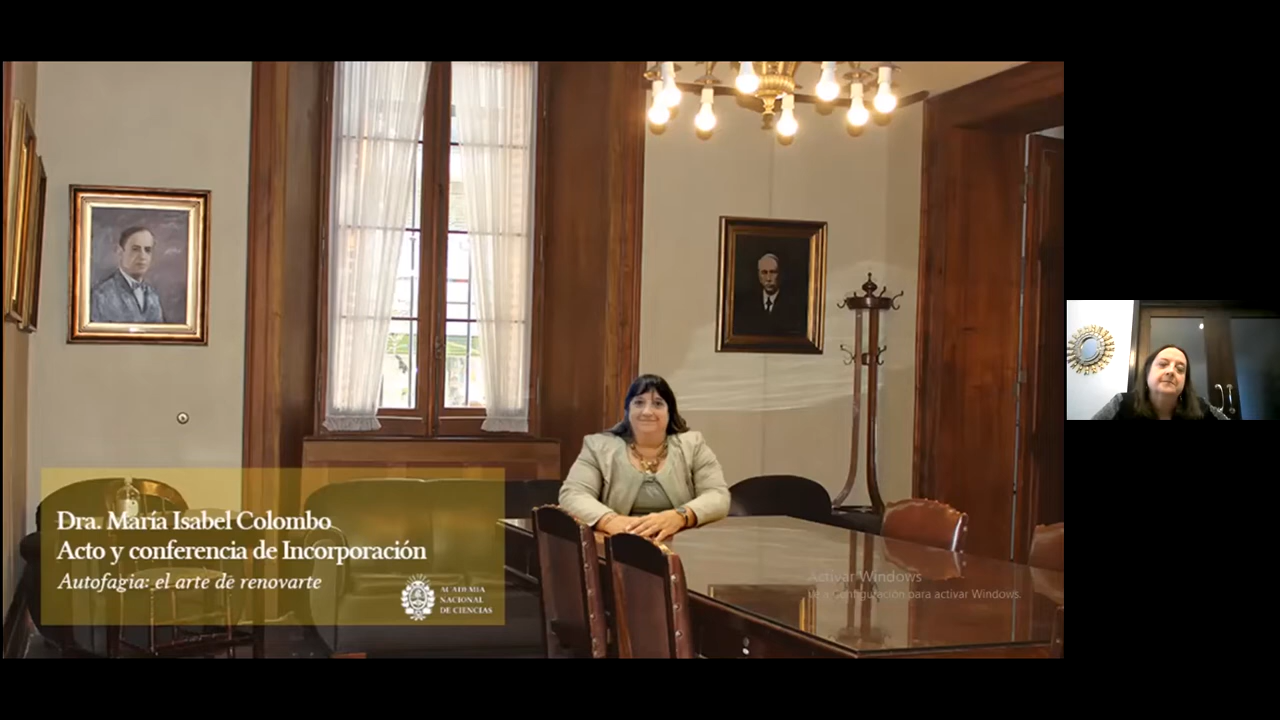 Dra. María Isabel Colombo
Acto y conferencia de Incorporación
Autofagia: el arte de renovarte
ACADEMIA
NACIONAL
DE CIENCIAS
Activar Windows
Ir a Configuración para activar Windows.